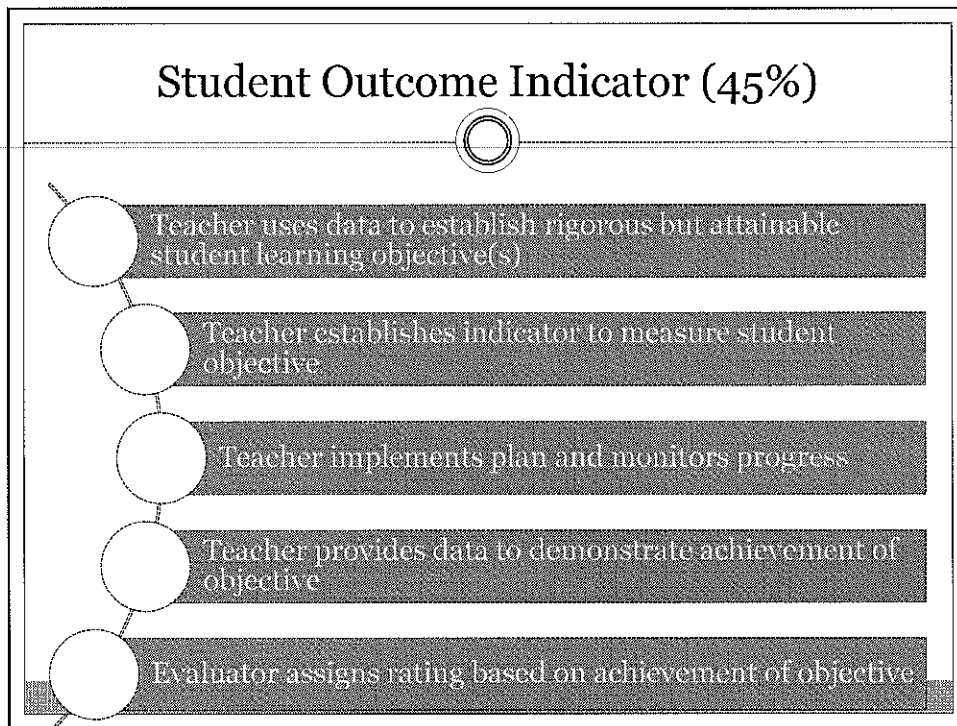 Student Outcome Indicator (45%)
Teacher uses data to establish rigorous but attainable
student learning objective(s)
Teacher establishes indicator to measure student
objective
Teacher implements plan and monitors progress
Teacher provides data to demonstrate achievement of
objective
Evaluator assigns rating based on achievement of objective